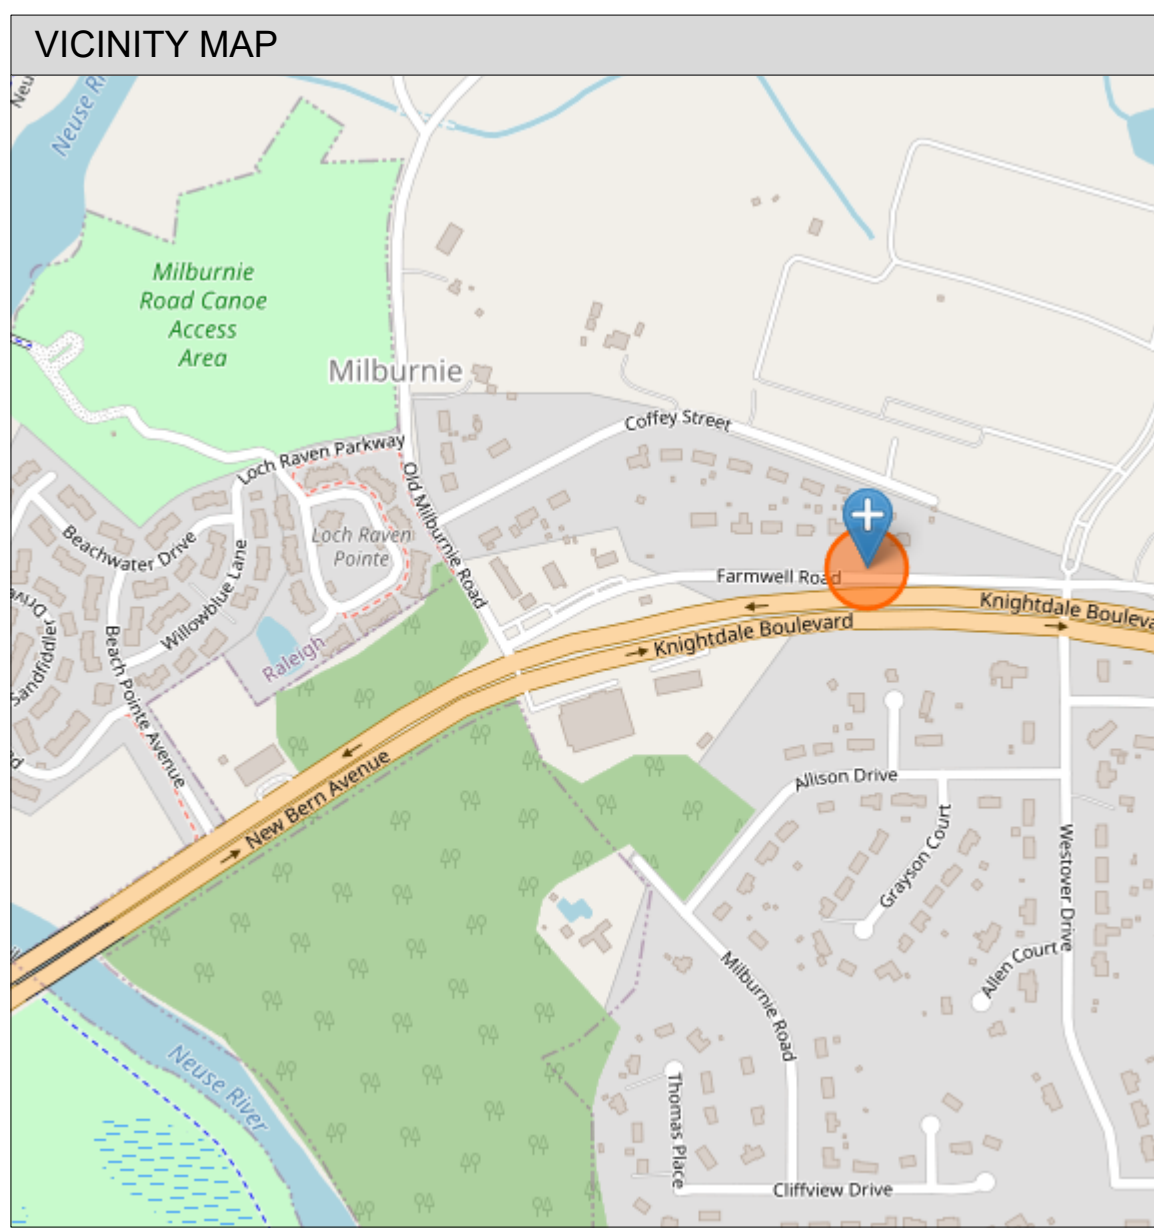 VICINITY MAP
Neuse
Milburnie
Road Canoe
Access
Area
Milburnie
Coffey Street
Loch Raven Parkway
Old Milburnie Road
Loch Raven
Pointe
Beachwater Drive
Willowblue Lane
Farmwell Road
Knightdale Boulevard
Knightdale
Raleigh
Beach Pointe Avenue
Sandfiddler
New Bern Avenue
Allison Drive
Grayson Court
Westover Drive
Allen Court
Milburnie Road
Neuse River
Thomas Place
Cliffview Drive